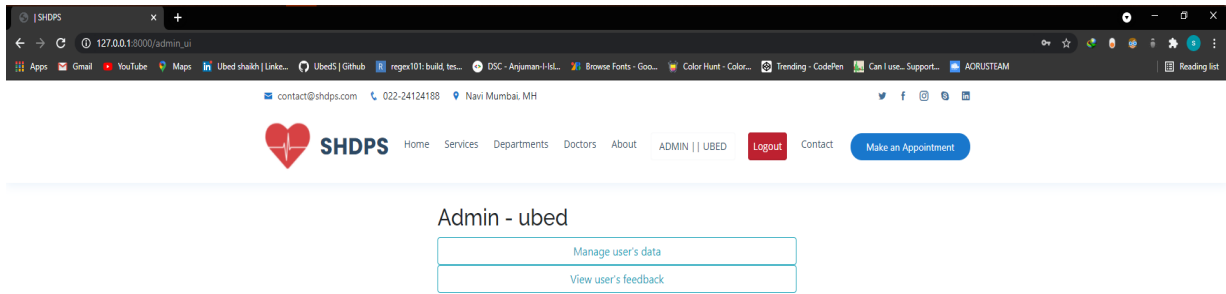 | SHDPS
127.0.0.1:8000/admin_ui
Apps Gmail YouTube Maps Ubed shaikh | Linke... UbedS | Github regex101: build, tes... DSC - Anjuman-I-Isl... Browse Fonts - Goo... Color Hunt - Color... Trending - CodePen Can I use... Support... AORUSTEAM Reading list
contact@shdps.com 022-24124188 Navi Mumbai, MH
SHDPS Home Services Departments Doctors About ADMIN || UBED Logout Contact Make an Appointment
Admin - ubed
Manage user's data
View user's feedback